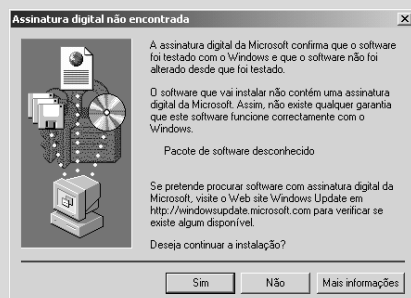 Assinatura digital não encontrada
A assinatura digital da Microsoft confirma que o software
foi testado com o Windows e que o software não foi
alterado desde que foi testado.
O software que vai instalar não contém uma assinatura
digital da Microsoft. Assim, não existe qualquer garantia
que este software funcione correctamente com o
Windows.
Pacote de software desconhecido
Se pretende procurar software com assinatura digital da
Microsoft, visite o Web site Windows Update em
http://windowsupdate.microsoft.com para verificar se
existe algum disponível.
Deseja continuar a instalação?
Sim
Não
Mais informações